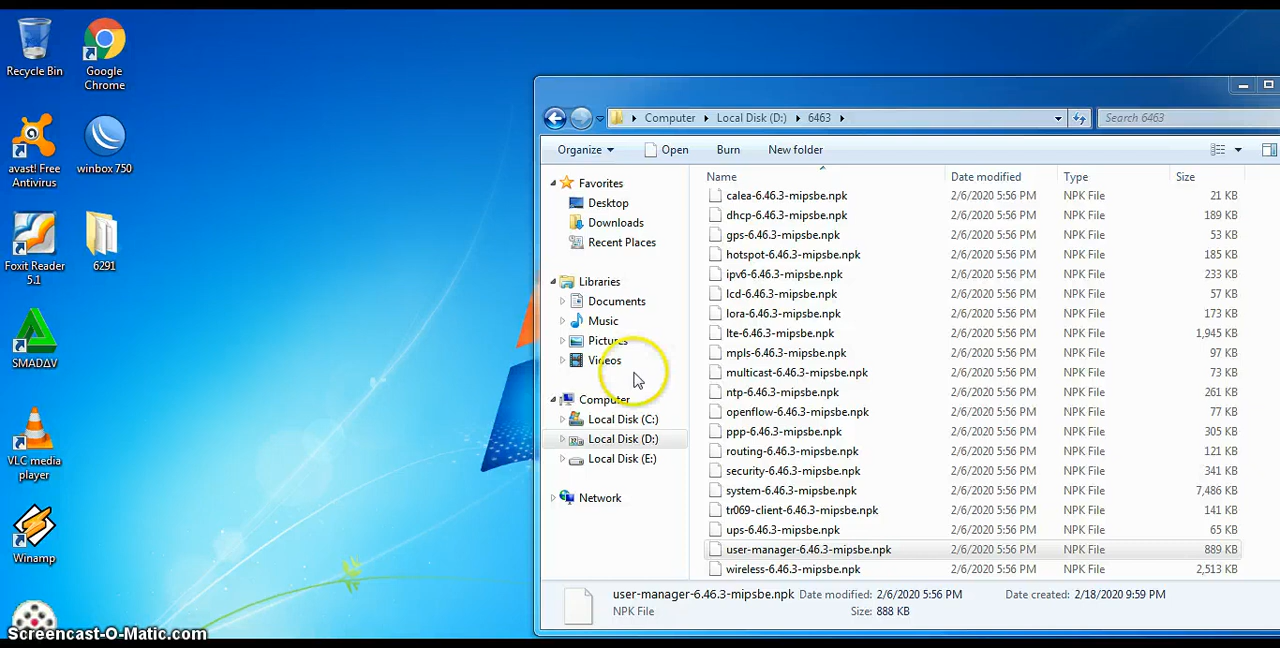 Recycle Bin
Google
Chrome
avast! Free
Antivirus
winbox 750
Foxit Reader
5.1
6291
SMADΔV
VLC media
player
Winamp
Computer
Local Disk (D:)
6463
Search 6463
Organize
Open
Burn
New folder
Favorites
Desktop
Downloads
Recent Places
Libraries
Documents
Music
Pictures
Videos
Computer
Local Disk (C:)
Local Disk (D:)
Local Disk (E:)
Network
Name Date modified Type Size
calea-6.46.3-mipsbe.npk 2/6/2020 5:56 PM NPK File 21 KB
dhcp-6.46.3-mipsbe.npk 2/6/2020 5:56 PM NPK File 189 KB
gps-6.46.3-mipsbe.npk 2/6/2020 5:56 PM NPK File 53 KB
hotspot-6.46.3-mipsbe.npk 2/6/2020 5:56 PM NPK File 185 KB
ipv6-6.46.3-mipsbe.npk 2/6/2020 5:56 PM NPK File 233 KB
lcd-6.46.3-mipsbe.npk 2/6/2020 5:56 PM NPK File 57 KB
lora-6.46.3-mipsbe.npk 2/6/2020 5:56 PM NPK File 173 KB
lte-6.46.3-mipsbe.npk 2/6/2020 5:56 PM NPK File 1,945 KB
mpls-6.46.3-mipsbe.npk 2/6/2020 5:56 PM NPK File 97 KB
multicast-6.46.3-mipsbe.npk 2/6/2020 5:56 PM NPK File 73 KB
ntp-6.46.3-mipsbe.npk 2/6/2020 5:56 PM NPK File 261 KB
openflow-6.46.3-mipsbe.npk 2/6/2020 5:56 PM NPK File 77 KB
ppp-6.46.3-mipsbe.npk 2/6/2020 5:56 PM NPK File 305 KB
routing-6.46.3-mipsbe.npk 2/6/2020 5:56 PM NPK File 121 KB
security-6.46.3-mipsbe.npk 2/6/2020 5:56 PM NPK File 341 KB
system-6.46.3-mipsbe.npk 2/6/2020 5:56 PM NPK File 7,486 KB
tr069-client-6.46.3-mipsbe.npk 2/6/2020 5:56 PM NPK File 141 KB
ups-6.46.3-mipsbe.npk 2/6/2020 5:56 PM NPK File 65 KB
user-manager-6.46.3-mipsbe.npk 2/6/2020 5:56 PM NPK File 889 KB
wireless-6.46.3-mipsbe.npk 2/6/2020 5:56 PM NPK File 2,513 KB
user-manager-6.46.3-mipsbe.npk Date modified: 2/6/2020 5:56 PM Date created: 2/18/2020 9:59 PM
NPK File Size: 888 KB
Screencast-O-Matic.com